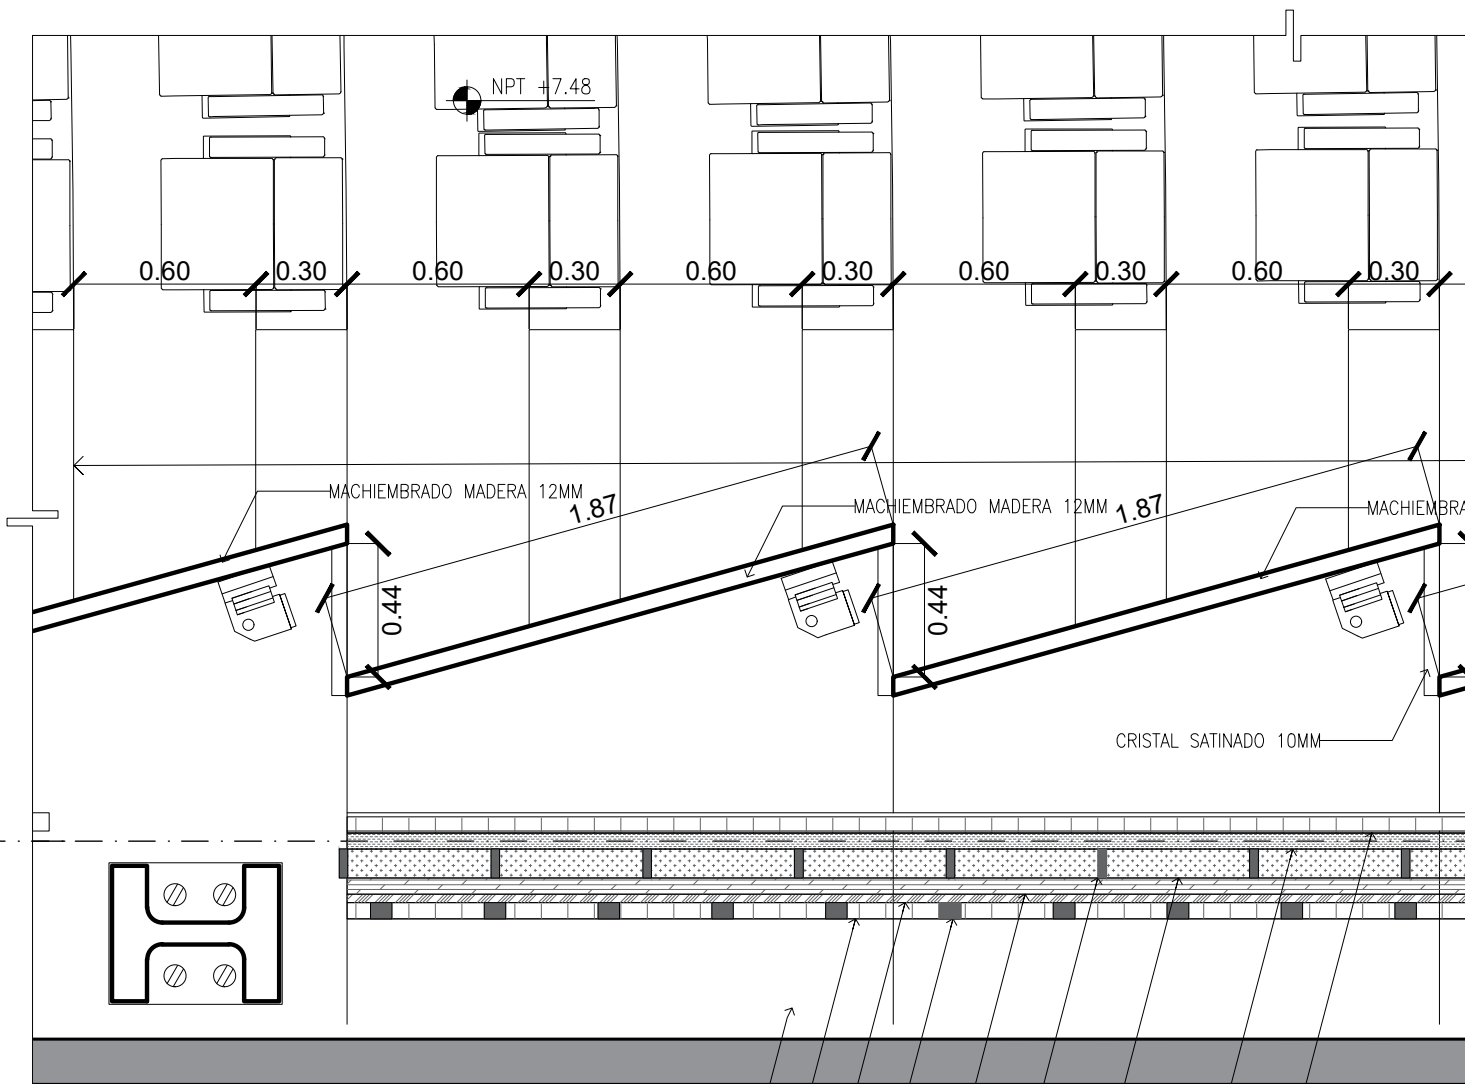 NPT +7.48
0.60 0.30 0.60 0.30 0.60 0.30 0.60 0.30 0.60 0.30
MACHIEMBRADO MADERA 12MM
1.87
MACHIEMBRADO MADERA 12MM
1.87
MACHIEMBRA
0.44
0.44
CRISTAL SATINADO 10MM